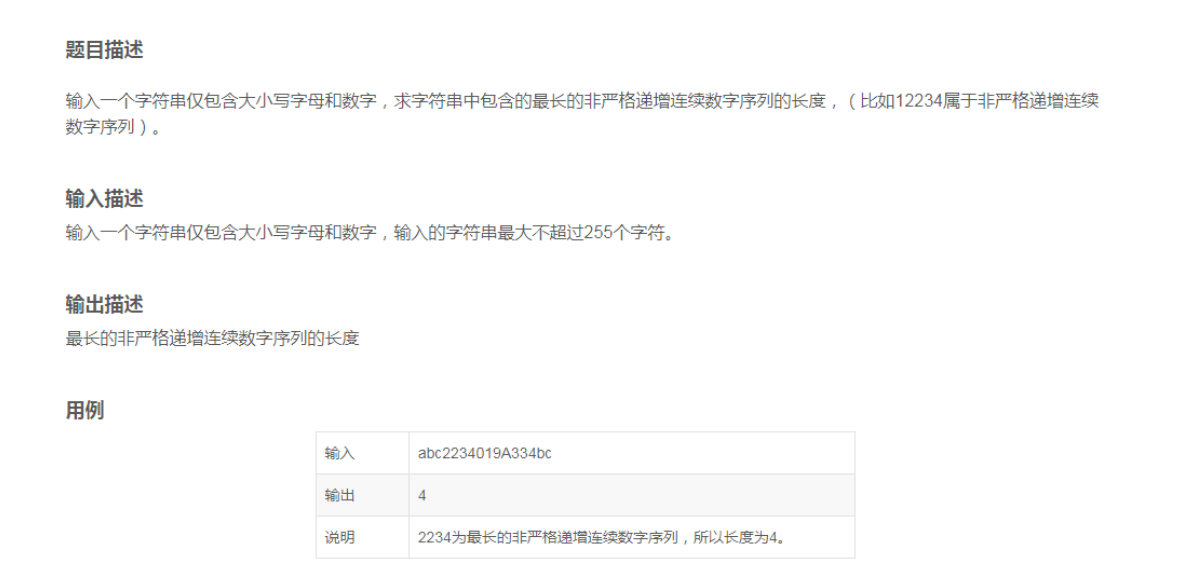 题目描述
输入一个字符串仅包含大小写字母和数字，求字符串中包含的最长的非严格递增连续数字序列的长度，（比如12234属于非严格递增连续
数字序列）。
输入描述
输入一个字符串仅包含大小写字母和数字，输入的字符串最大不超过255个字符。
输出描述
最长的非严格递增连续数字序列的长度
用例
输入 abc2234019A334bc
输出 4
说明 2234为最长的非严格递增连续数字序列，所以长度为4。